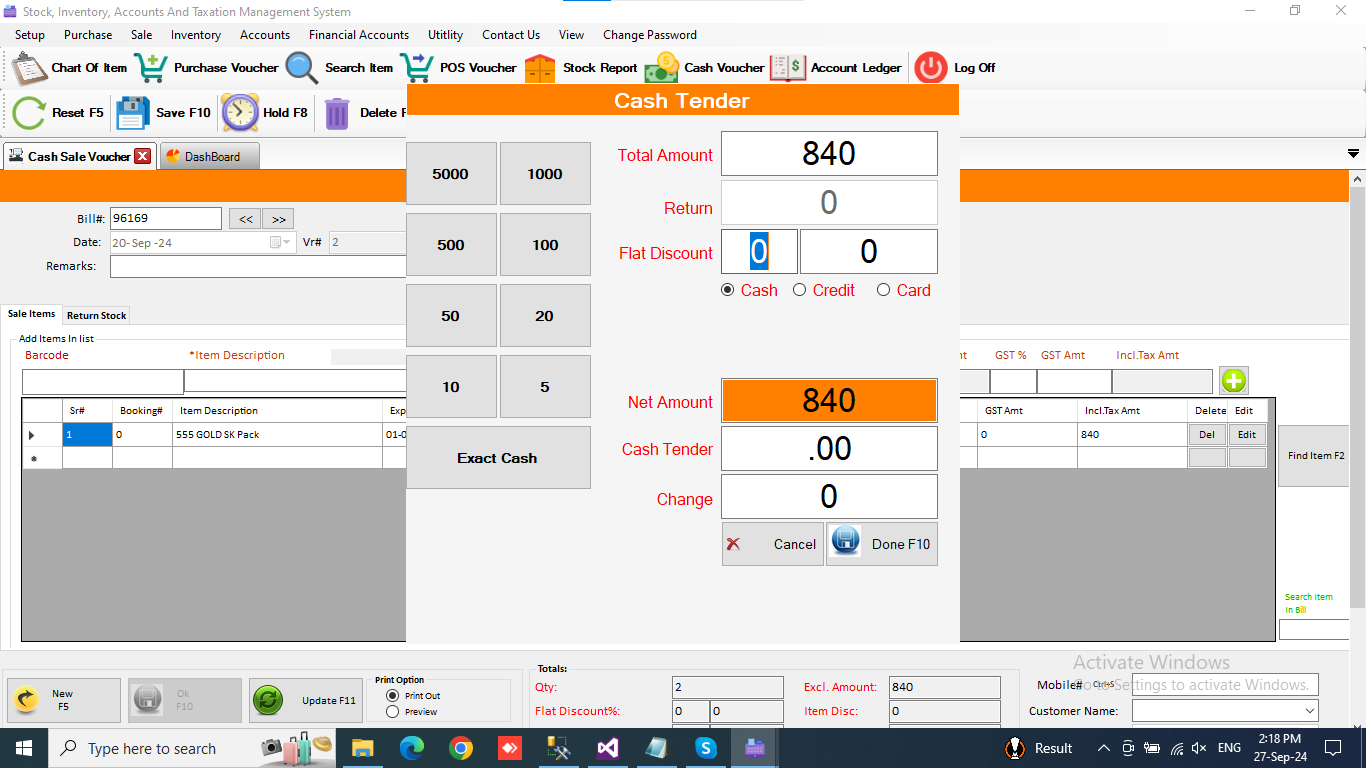 Stock, Inventory, Accounts And Taxation Management System
Setup Purchase Sale Inventory Accounts Financial Accounts Utitlity Contact Us View Change Password
Chart Of Item Purchase Voucher Search Item POS Voucher Stock Report Cash Voucher Account Ledger Log Off
Reset F5 Save F10 Hold F8 Delete F
Cash Tender
Cash Sale Voucher DashBoard
5000 1000
Total Amount 840
Return 0
Bill#: 96169 << >>
Date: 20-Sep -24 Vr# 2
Remarks:
500 100
Flat Discount 0 0
Cash Credit Card
50 20
Sale Items Return Stock
Add Items In list
Barcode *Item Description
GST % GST Amt Incl.Tax Amt
10 5
Net Amount 840
Sr# Booking# Item Description Exp
GST Amt Incl.Tax Amt Delete Edit
1 0 555 GOLD SK Pack 01-0
0 840 Del Edit
Exact Cash
Cash Tender .00
Find Item F2
Change 0
Cancel Done F10
Search Item
In Bill
Activate Windows
Go to Settings to activate Windows.
New
F5
Ok
F10
Update F11
Print Option
Print Out
Preview
Totals:
Qty: 2 Excl. Amount: 840
Flat Discount%: 0 0 Item Disc: 0
Mobile# Ctrl+S
Customer Name:
Type here to search
Result
ENG
2:18 PM
27-Sep-24